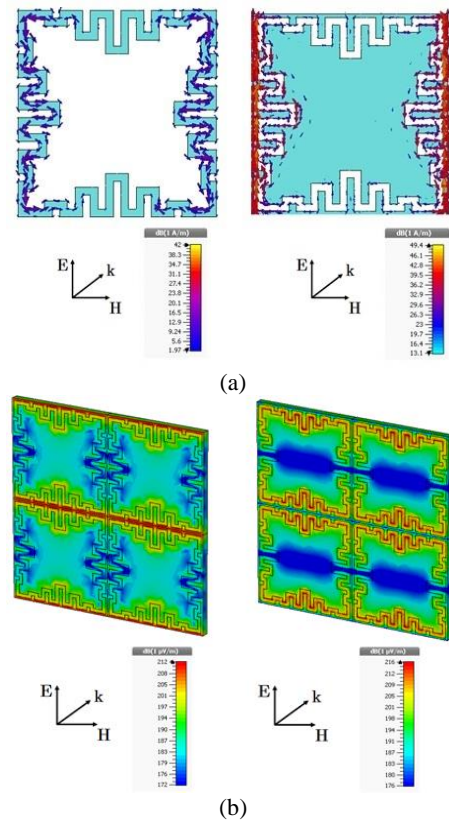 dB(1 A/m)
42
38.3
34.7
31.1
27.4
23.8
20.1
16.5
12.9
9.24
5.6
1.97
E
k
H
dB(1 A/m)
49.4
46.1
42.8
39.5
36.2
32.9
29.6
26.3
23
19.7
16.4
13.1
E
k
H
(a)
dB(1 µV/m)
212
208
205
201
194
190
183
179
176
172
E
k
H
dB(1 µV/m)
216
212
209
205
198
194
187
183
180
176
E
k
H
(b)